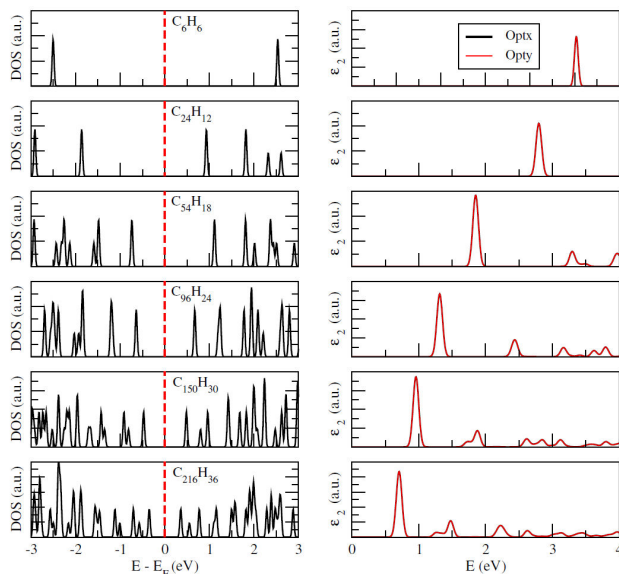 DOS (a.u.)
C6H6
ε2 (a.u.)
Optx
Opty
DOS (a.u.)
C24H12
ε2 (a.u.)
DOS (a.u.)
C54H18
ε2 (a.u.)
DOS (a.u.)
C96H24
ε2 (a.u.)
DOS (a.u.)
C150H30
ε2 (a.u.)
DOS (a.u.)
C216H36
ε2 (a.u.)
-3 -2 -1 0 1 2 3
E - EF (eV)
0 1 2 3 4
E (eV)